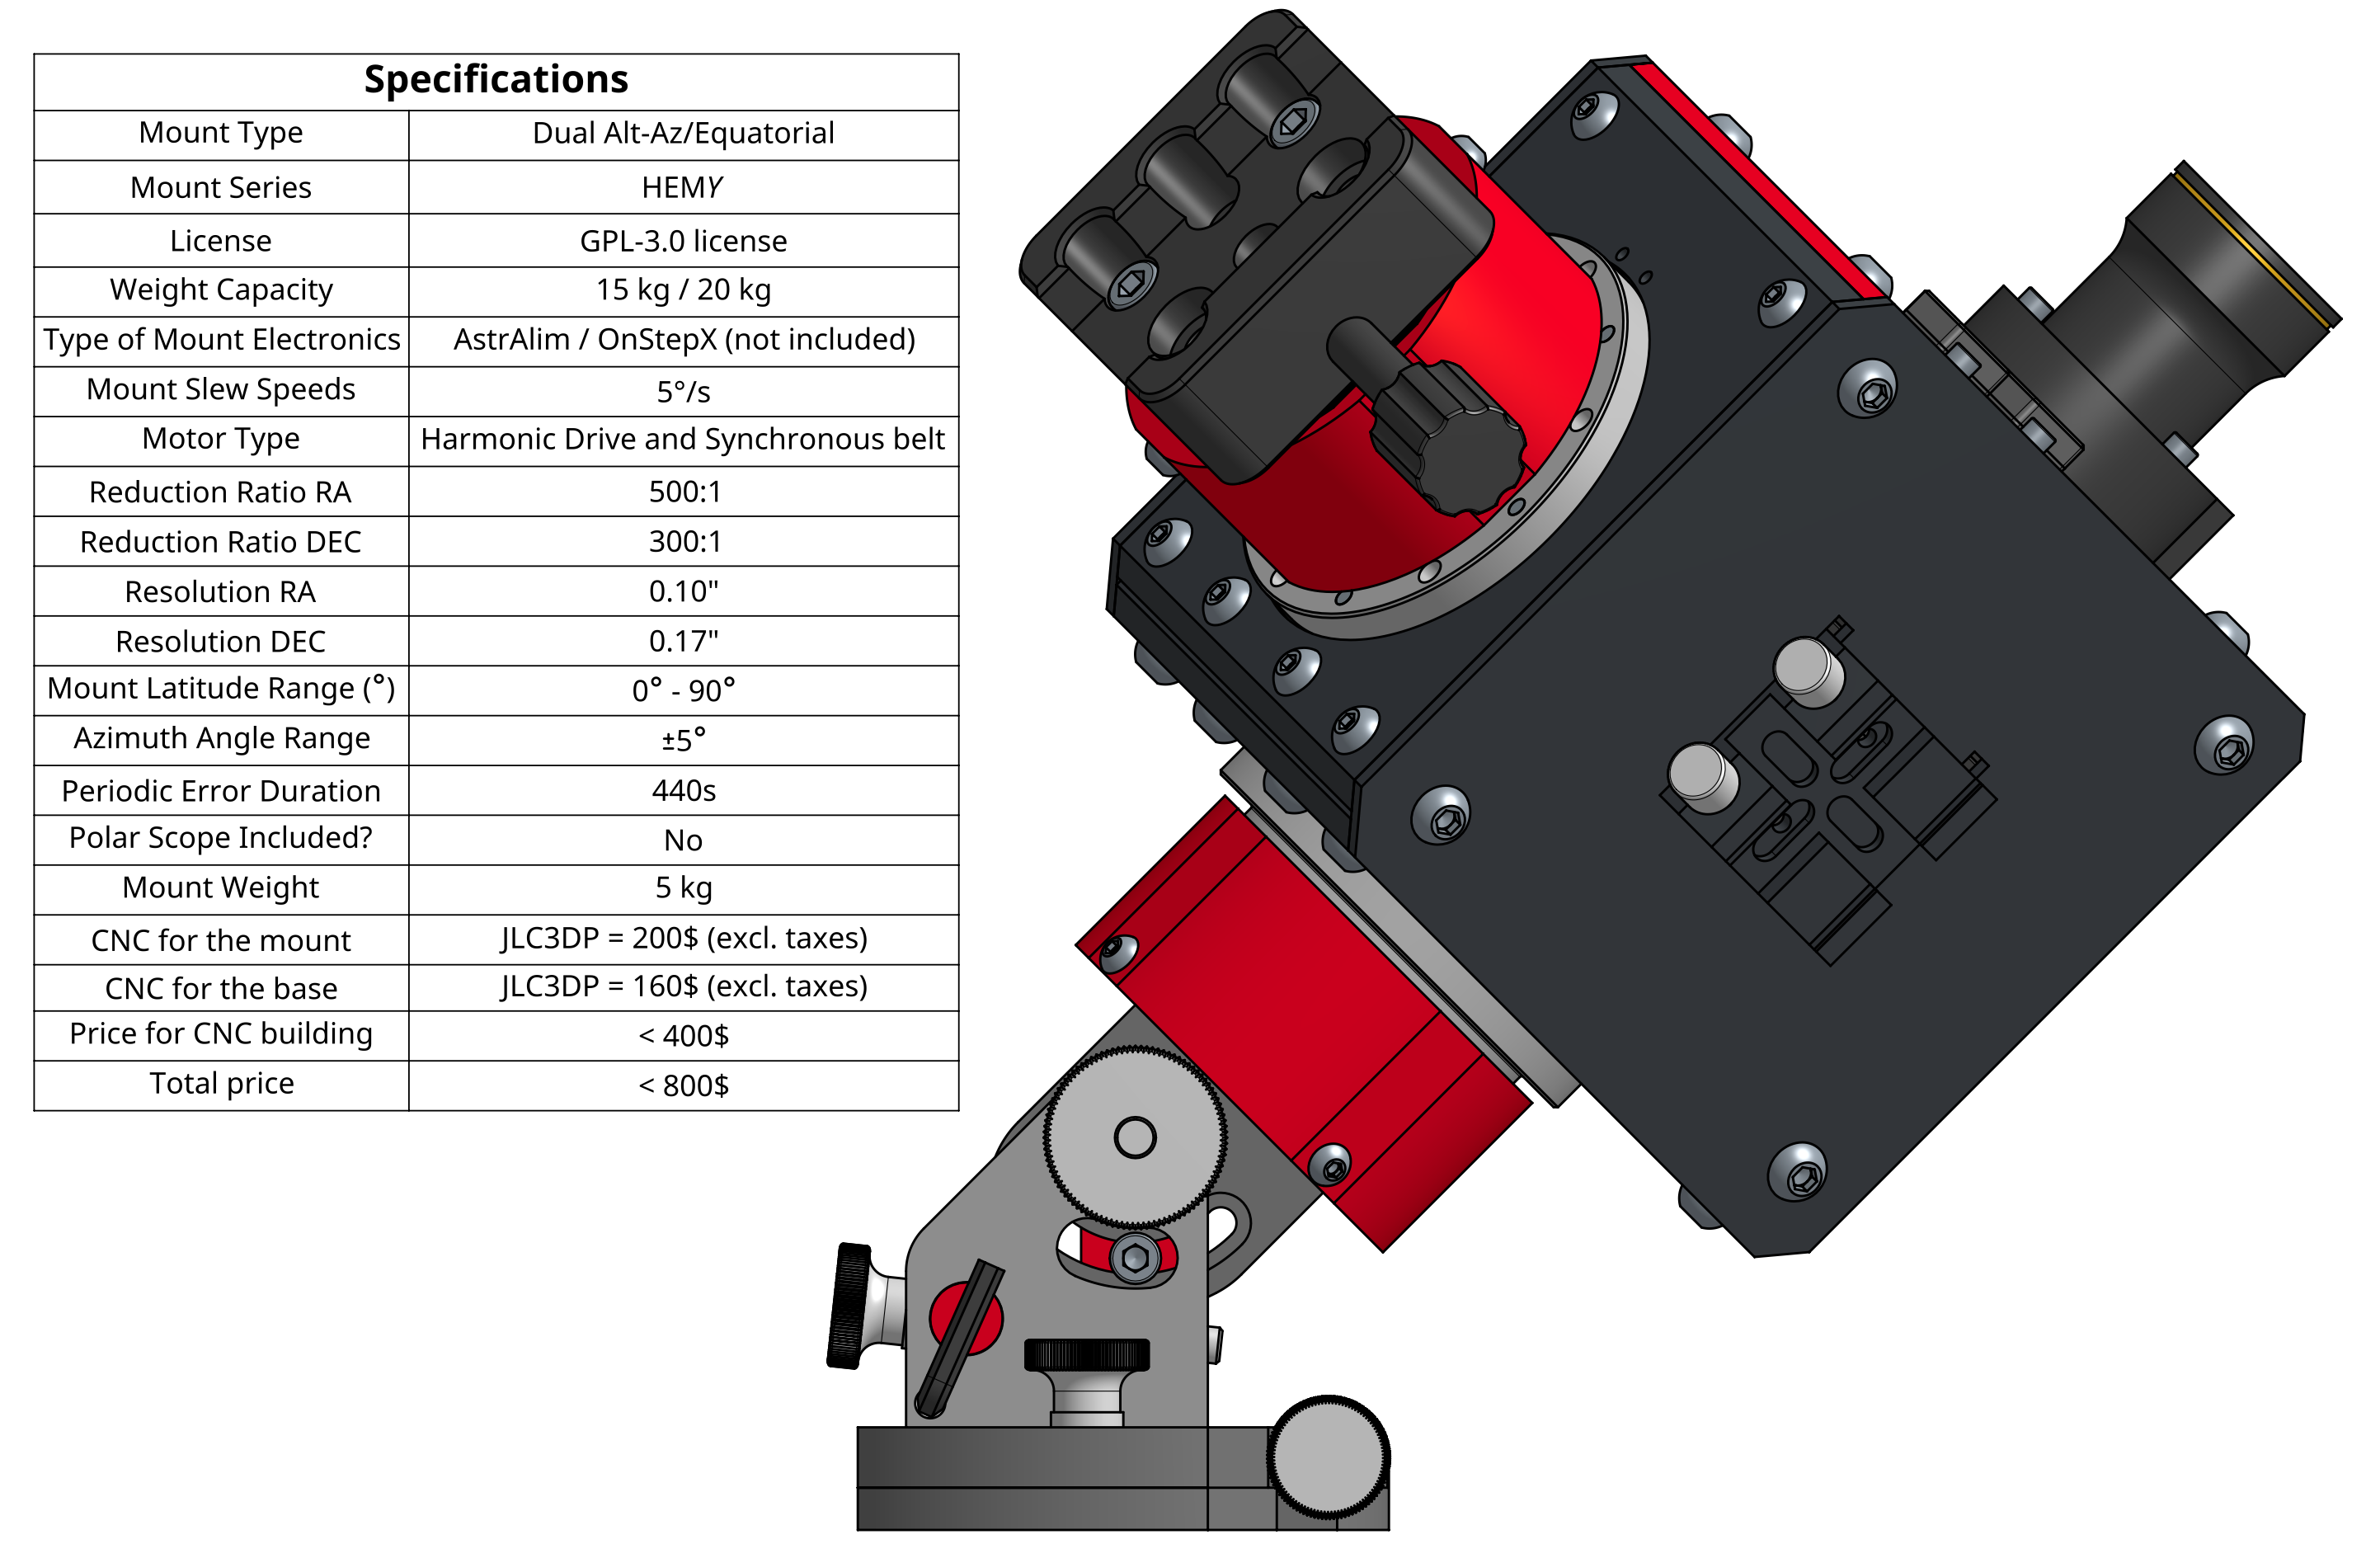 Specifications
Mount Type Dual Alt-Az/Equatorial
Mount Series HEMY
License GPL-3.0 license
Weight Capacity 15 kg / 20 kg
Type of Mount Electronics AstrAlim / OnStepX (not included)
Mount Slew Speeds 5°/s
Motor Type Harmonic Drive and Synchronous belt
Reduction Ratio RA 500:1
Reduction Ratio DEC 300:1
Resolution RA 0.10"
Resolution DEC 0.17"
Mount Latitude Range (°) 0° - 90°
Azimuth Angle Range ±5°
Periodic Error Duration 440s
Polar Scope Included? No
Mount Weight 5 kg
CNC for the mount JLC3DP = 200$ (excl. taxes)
CNC for the base JLC3DP = 160$ (excl. taxes)
Price for CNC building < 400$
Total price < 800$